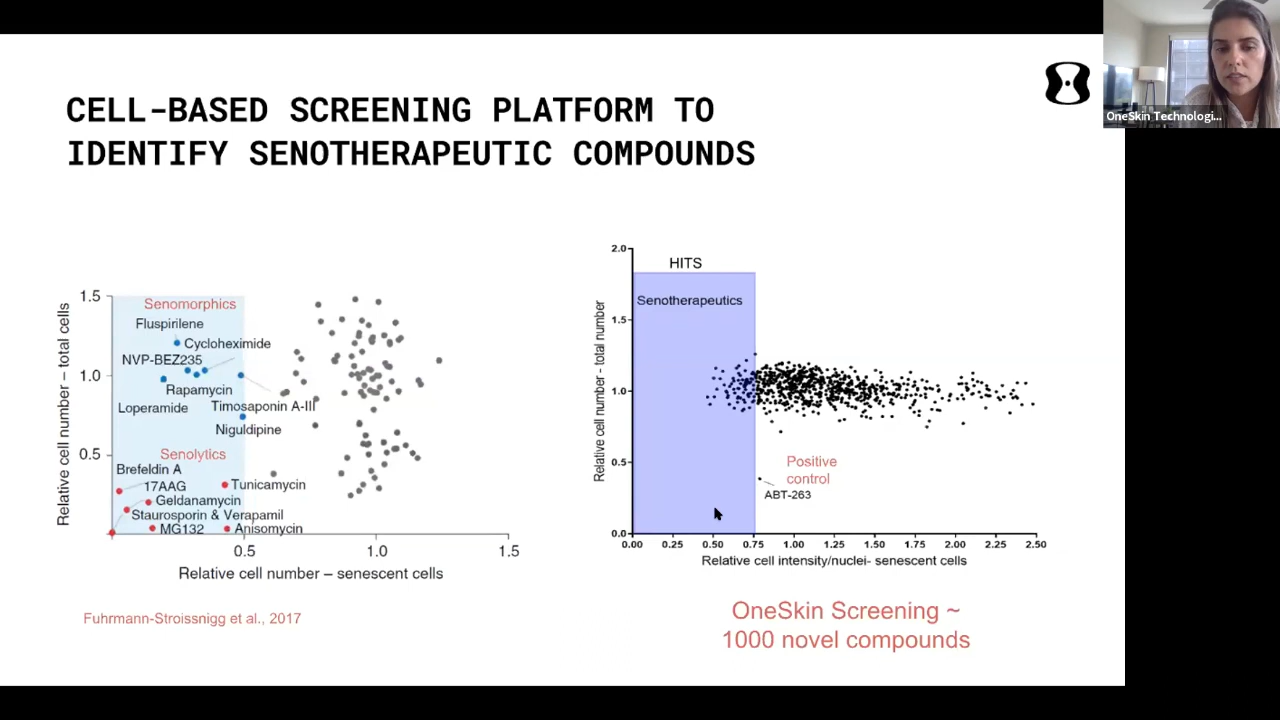 CELL-BASED SCREENING PLATFORM TO
IDENTIFY SENOTHERAPEUTIC COMPOUNDS
OneSkin Technologi...
Relative cell number – total cells
1.5
1.0
0.5
Senomorphics
Fluspirilene
Cycloheximide
NVP-BEZ235
Rapamycin
Loperamide
Timosaponin A-III
Niguldipine
Senolytics
Brefeldin A
17AAG
Tunicamycin
Geldanamycin
Staurosporin & Verapamil
MG132
Anisomycin
0.5
1.0
1.5
Relative cell number – senescent cells
Fuhrmann-Stroissnigg et al., 2017
Relative cell number - total number
2.0
1.5
1.0
0.5
0.0
HITS
Senotherapeutics
Positive
control
ABT-263
0.00 0.25 0.50 0.75 1.00 1.25 1.50 1.75 2.00 2.25 2.50
Relative cell intensity/nuclei- senescent cells
OneSkin Screening ~
1000 novel compounds